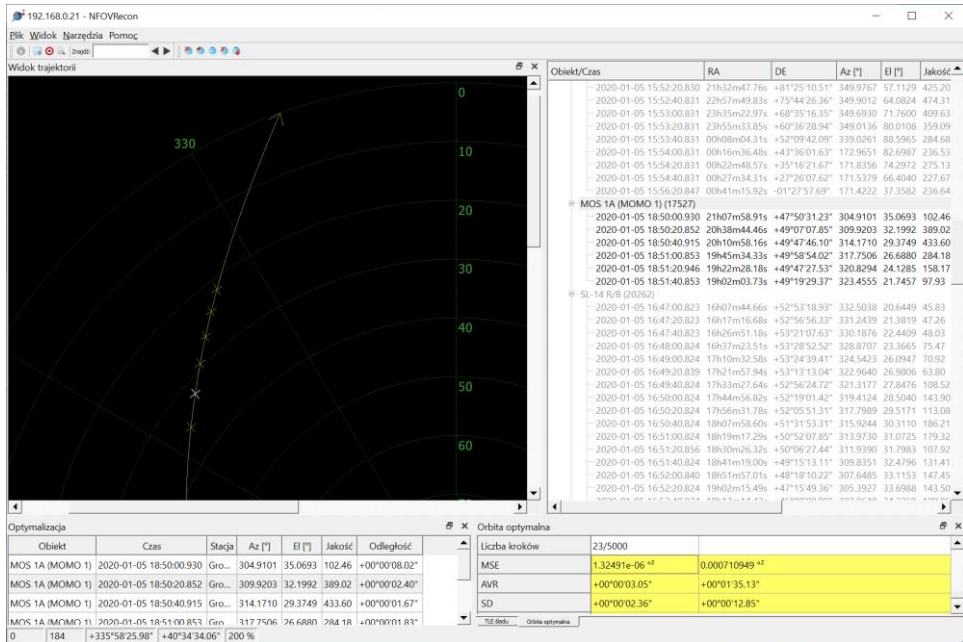 192.168.0.21 - NFOVRecon
Plik Widok Narzędzia Pomoc
Znajdź:
Widok trajektorii
0
330
10
20
30
40
50
60
Obiekt/Czas RA DE Az [°] El [°] Jakość
2020-01-05 15:52:20.830 21h32m47.76s +81°25'10.51" 349.9767 57.1129 425.20
2020-01-05 15:52:40.831 22h57m49.83s +75°44'26.36" 349.9012 64.0824 474.31
2020-01-05 15:53:00.831 23h35m22.97s +68°35'16.35" 349.6930 71.7600 409.63
2020-01-05 15:53:20.831 23h55m33.85s +60°36'28.94" 349.0136 80.0108 359.09
2020-01-05 15:53:40.831 00h08m04.31s +52°09'42.09" 339.0261 88.5965 284.68
2020-01-05 15:54:00.831 00h16m36.48s +43°36'01.63" 172.9651 82.6987 236.53
2020-01-05 15:54:20.831 00h22m48.57s +35°16'21.67" 171.8356 74.2972 275.13
2020-01-05 15:54:40.831 00h27m34.31s +27°26'07.62" 171.5379 66.4040 227.67
2020-01-05 15:56:20.847 00h41m15.92s -01°27'57.69" 171.4222 37.3582 236.64
MOS 1A (MOMO 1) (17527)
2020-01-05 18:50:00.930 21h07m58.91s +47°50'31.23" 304.9101 35.0693 102.46
2020-01-05 18:50:20.852 20h38m44.46s +49°07'07.85" 309.9203 32.1992 389.02
2020-01-05 18:50:40.915 20h10m58.16s +49°47'46.10" 314.1710 29.3749 433.60
2020-01-05 18:51:00.853 19h45m34.33s +49°58'54.02" 317.7506 26.6880 284.18
2020-01-05 18:51:20.946 19h22m28.18s +49°47'27.53" 320.8294 24.1285 158.17
2020-01-05 18:51:40.853 19h02m03.73s +49°19'29.37" 323.4555 21.7457 97.93
SL-14 R/B (20262)
2020-01-05 16:47:00.823 16h07m44.66s +52°53'18.93" 332.5038 20.6449 45.83
2020-01-05 16:47:20.823 16h17m16.68s +52°56'56.33" 331.2439 21.3819 47.26
2020-01-05 16:47:40.823 16h26m51.18s +53°21'07.63" 330.1876 22.4409 48.03
2020-01-05 16:48:00.824 16h37m23.51s +53°28'52.52" 328.8707 23.3665 75.47
2020-01-05 16:49:00.824 17h10m32.58s +53°24'39.41" 324.5423 26.0947 70.92
2020-01-05 16:49:20.839 17h21m57.94s +53°13'13.04" 322.9640 26.9806 63.80
2020-01-05 16:49:40.824 17h33m27.64s +52°56'24.72" 321.3177 27.8476 108.52
2020-01-05 16:50:00.824 17h44m56.82s +52°19'01.42" 319.4124 28.5040 143.90
2020-01-05 16:50:20.824 17h56m31.78s +52°05'51.31" 317.7989 29.5171 113.08
2020-01-05 16:50:40.824 18h07m58.60s +51°31'53.31" 315.9244 30.3110 186.21
2020-01-05 16:51:00.824 18h19m17.29s +50°52'07.85" 313.9730 31.0725 179.32
2020-01-05 16:51:20.856 18h30m26.32s +50°06'27.44" 311.9390 31.7983 107.92
2020-01-05 16:51:40.824 18h41m19.00s +49°15'13.11" 309.8351 32.4796 131.41
2020-01-05 16:52:00.840 18h51m57.01s +48°18'10.22" 307.6485 33.1153 147.45
2020-01-05 16:52:20.824 19h02m15.49s +47°15'49.36" 305.3927 33.6988 143.50
Optymalizacja
Obiekt Czas Stacja Az [°] El [°] Jakość Odległość
MOS 1A (MOMO 1) 2020-01-05 18:50:00.930 Gro... 304.9101 35.0693 102.46 +00°00'08.02"
MOS 1A (MOMO 1) 2020-01-05 18:50:20.852 Gro... 309.9203 32.1992 389.02 +00°00'02.40"
MOS 1A (MOMO 1) 2020-01-05 18:50:40.915 Gro... 314.1710 29.3749 433.60 +00°00'01.67"
MOS 1A (MOMO 1) 2020-01-05 18:51:00.853 Gro... 317.7506 26.6880 284.18 +00°00'01.83"
Orbita optymalna
Liczba kroków 23/5000
MSE 1.32491e-06 °² 0.000710949 °²
AVR +00°00'03.05" +00°01'35.13"
SD +00°00'02.36" +00°00'12.85"
TLE śledu Orbita optymalna
0 184 +335°58'25.98" +40°34'34.06" 200 %